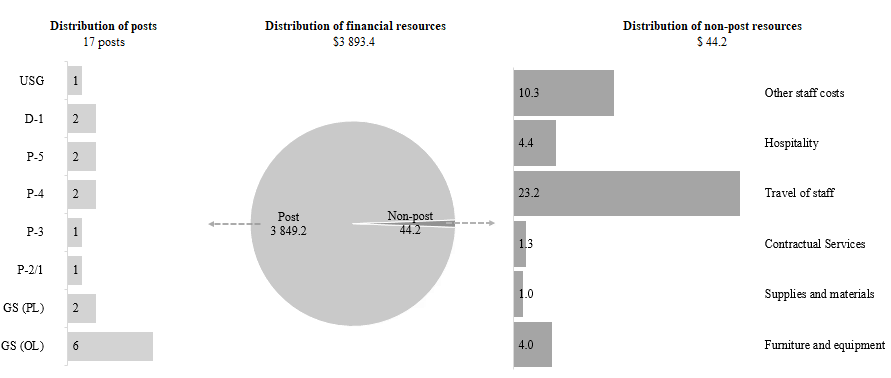 Distribution of posts
17 posts
USG 1
D-1 2
P-5 2
P-4 2
P-3 1
P-2/1 1
GS (PL) 2
GS (OL) 6
Distribution of financial resources
$3 893.4
Post
3 849.2
Non-post
44.2
Distribution of non-post resources
$ 44.2
10.3 Other staff costs
4.4 Hospitality
23.2 Travel of staff
1.3 Contractual Services
1.0 Supplies and materials
4.0 Furniture and equipment